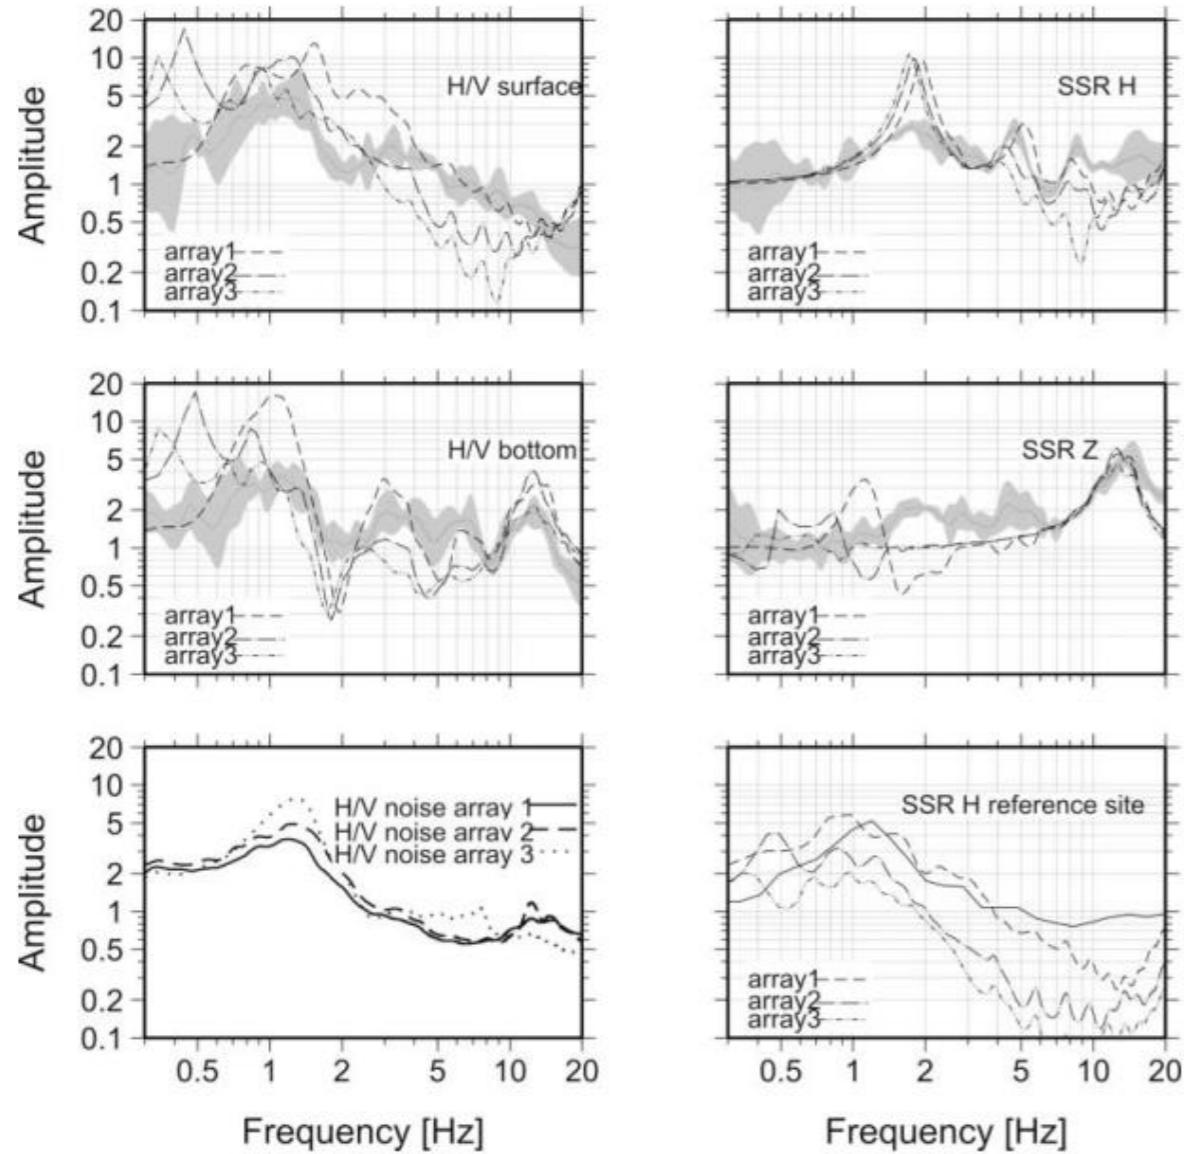 20
10
5
2
1
0.5
0.2
0.1
Amplitude
H/V surface
array1
array2
array3
SSR H
array1
array2
array3
20
10
5
2
1
0.5
0.2
0.1
Amplitude
H/V bottom
array1
array2
array3
SSR Z
array1
array2
array3
20
10
5
2
1
0.5
0.2
0.1
Amplitude
H/V noise array 1
H/V noise array 2
H/V noise array 3
SSR H reference site
array1
array2
array3
0.5 1 2 5 10 20
0.5 1 2 5 10 20
Frequency [Hz]
Frequency [Hz]